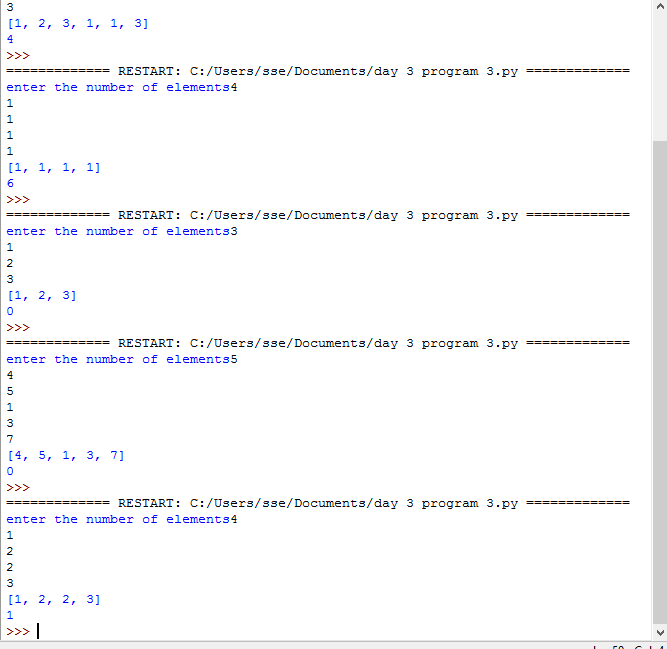 3
[1, 2, 3, 1, 1, 3]
4
>>>
============= RESTART: C:/Users/sse/Documents/day 3 program 3.py =============
enter the number of elements4
1
1
1
1
[1, 1, 1, 1]
6
>>>
============= RESTART: C:/Users/sse/Documents/day 3 program 3.py =============
enter the number of elements3
1
2
3
[1, 2, 3]
0
>>>
============= RESTART: C:/Users/sse/Documents/day 3 program 3.py =============
enter the number of elements5
4
5
1
3
7
[4, 5, 1, 3, 7]
0
>>>
============= RESTART: C:/Users/sse/Documents/day 3 program 3.py =============
enter the number of elements4
1
2
2
3
[1, 2, 2, 3]
1
>>>